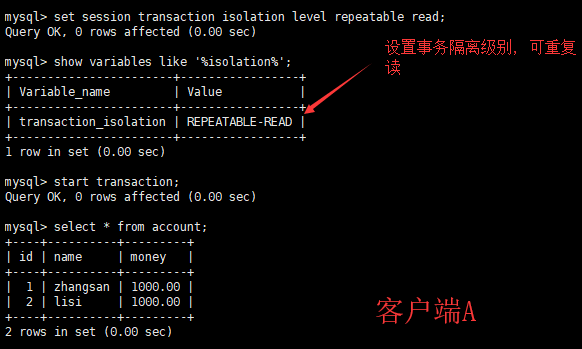 mysql> set session transaction isolation level repeatable read;
Query OK, 0 rows affected (0.00 sec)
mysql> show variables like '%isolation%';
+-----------------------+-----------------+
| Variable_name         | Value           |
+-----------------------+-----------------+
| transaction_isolation | REPEATABLE-READ |
+-----------------------+-----------------+
1 row in set (0.00 sec)
设置事务隔离级别, 可重复
读
mysql> start transaction;
Query OK, 0 rows affected (0.00 sec)
mysql> select * from account;
+----+----------+---------+
| id | name     | money   |
+----+----------+---------+
|  1 | zhangsan | 1000.00 |
|  2 | lisi     | 1000.00 |
+----+----------+---------+
2 rows in set (0.00 sec)
客户端A